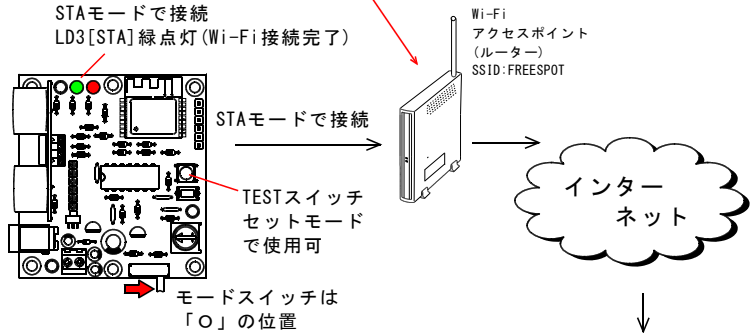 STAモードで接続
LD3[STA]緑点灯(Wi-Fi接続完了)
Wi-Fi
アクセスポイント
(ルーター)
SSID:FREESPOT
STAモードで接続
TESTスイッチ
セットモード
で使用可
インター
ネット
モードスイッチは
「O」の位置